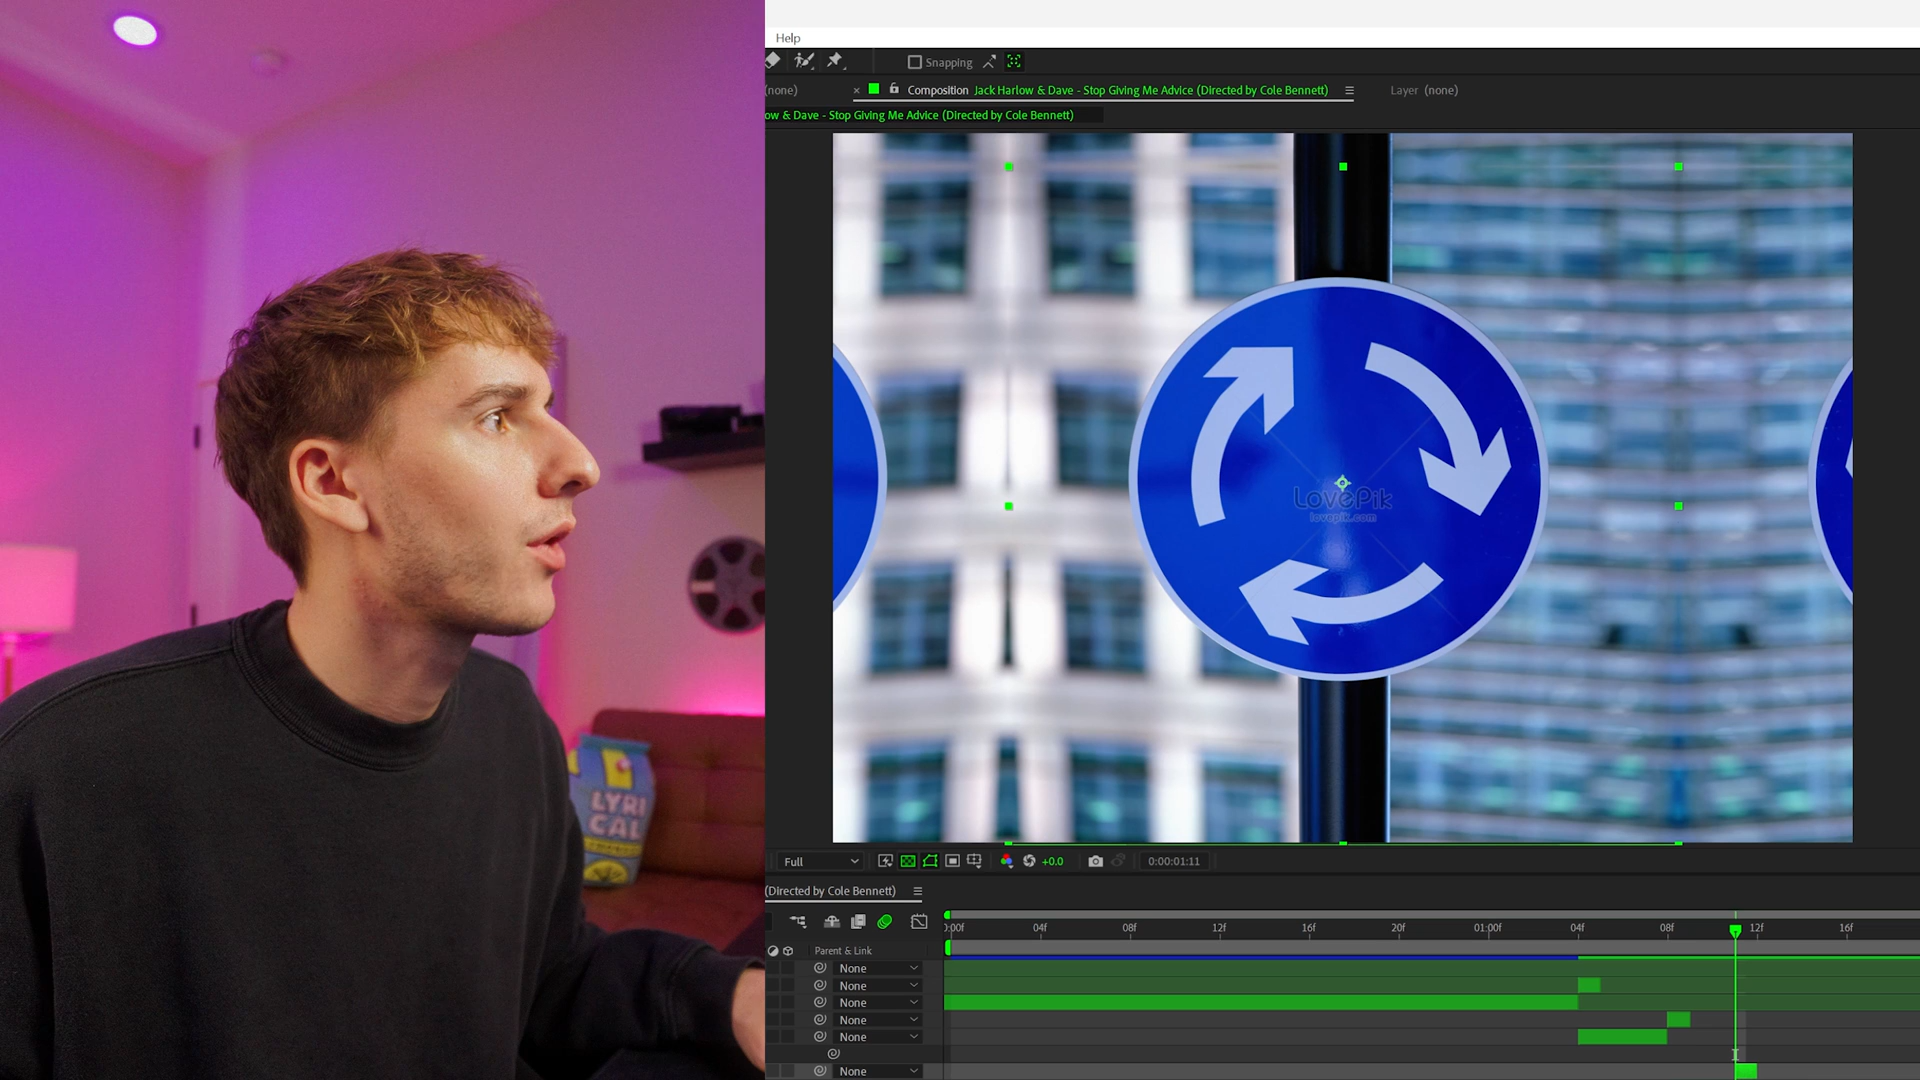 Help
Snapping
(none)
× Composition Jack Harlow & Dave - Stop Giving Me Advice (Directed by Cole Bennett)
Layer (none)
ow & Dave - Stop Giving Me Advice (Directed by Cole Bennett)
LovePik
lovepik.com
LYRI
CAL
Full
+0.0
0:00:01:11
(Directed by Cole Bennett)
0:00f 04f 08f 12f 16f 20f 01:00f 04f 08f 12f 16f
Parent & Link
None
None
None
None
None
None